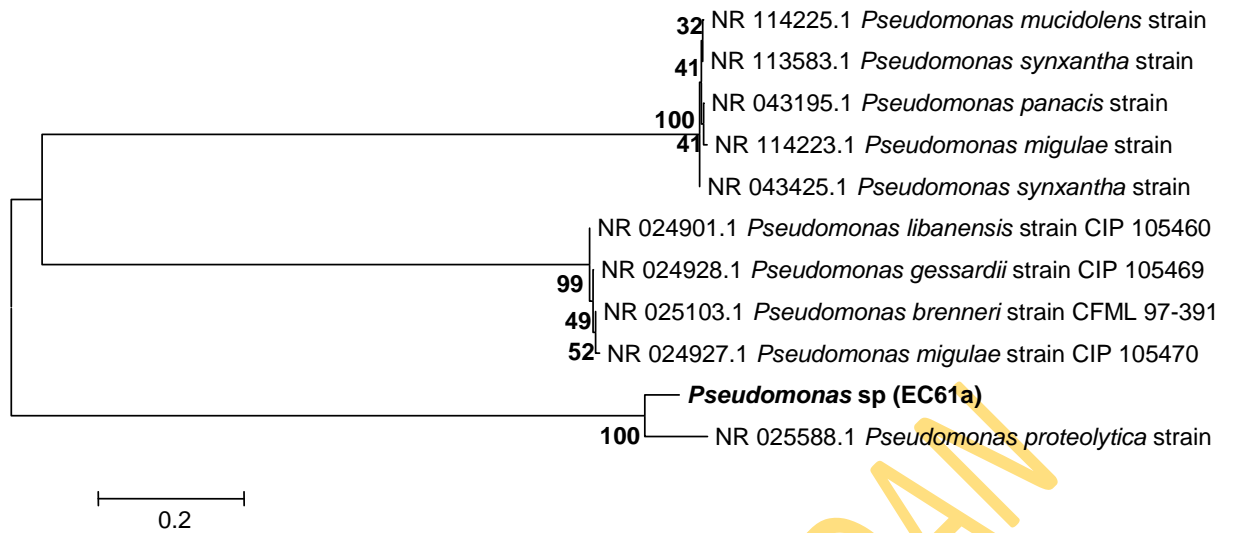 32
NR 114225.1 Pseudomonas mucidolens strain
41
NR 113583.1 Pseudomonas synxantha strain
100
NR 043195.1 Pseudomonas panacis strain
41
NR 114223.1 Pseudomonas migulae strain
NR 043425.1 Pseudomonas synxantha strain
NR 024901.1 Pseudomonas libanensis strain CIP 105460
99
NR 024928.1 Pseudomonas gessardii strain CIP 105469
49
NR 025103.1 Pseudomonas brenneri strain CFML 97-391
52
NR 024927.1 Pseudomonas migulae strain CIP 105470
Pseudomonas sp (EC61a)
100
NR 025588.1 Pseudomonas proteolytica strain
0.2